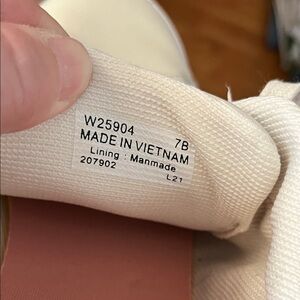 W25904 7B
MADE IN VIETNAM
Lining : Manmade
207902 L21